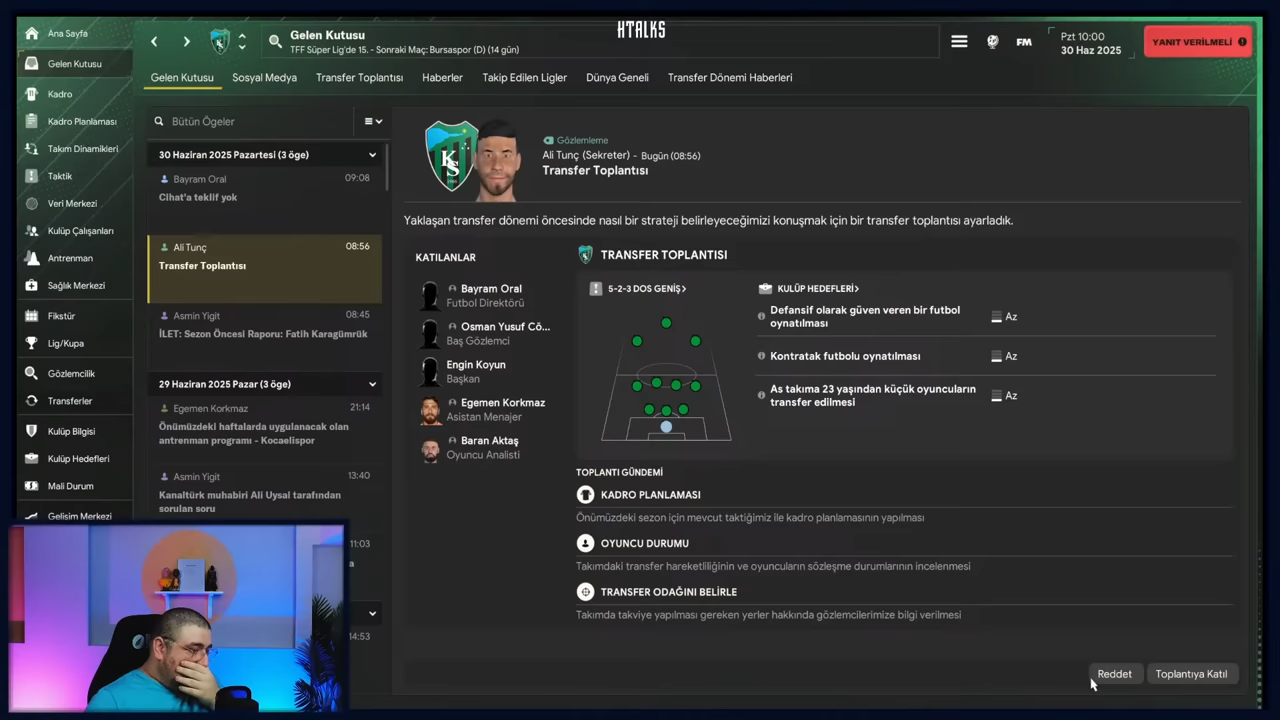 HTALKS
Ana Sayfa
Gelen Kutusu
Kadro
Kadro Planlaması
Takım Dinamikleri
Taktik
Veri Merkezi
Kulüp Çalışanları
Antrenman
Sağlık Merkezi
Fikstür
Lig/Kupa
Gözlemcilik
Transferler
Kulüp Bilgisi
Kulüp Hedefleri
Mali Durum
Gelişim Merkezi
Gelen Kutusu
TFF Süper Lig'de 15. - Sonraki Maç: Bursaspor (D) (14 gün)
FM
Pzt 10:00
30 Haz 2025
YANIT VERİLMELİ
Gelen Kutusu
Sosyal Medya
Transfer Toplantısı
Haberler
Takip Edilen Ligler
Dünya Geneli
Transfer Dönemi Haberleri
Bütün Ögeler
30 Haziran 2025 Pazartesi (3 öge)
Bayram Oral 09:08
Cihat'a teklif yok
Ali Tunç 08:56
Transfer Toplantısı
Asmin Yigit 08:45
İLET: Sezon Öncesi Raporu: Fatih Karagümrük
29 Haziran 2025 Pazar (3 öge)
Egemen Korkmaz 21:14
Önümüzdeki haftalarda uygulanacak olan
antrenman programı - Kocaelispor
Asmin Yigit 13:40
Kanaltürk muhabiri Ali Uysal tarafından
sorulan soru
11:03
14:53
KS
Gözlemleme
Ali Tunç (Sekreter) - Bugün (08:56)
Transfer Toplantısı
Yaklaşan transfer dönemi öncesinde nasıl bir strateji belirleyeceğimizi konuşmak için bir transfer toplantısı ayarladık.
KATILANLAR
Bayram Oral
Futbol Direktörü
Osman Yusuf Cö...
Baş Gözlemci
Engin Koyun
Başkan
Egemen Korkmaz
Asistan Menajer
Baran Aktaş
Oyuncu Analisti
TRANSFER TOPLANTISI
5-2-3 DOS GENİŞ>
KULÜP HEDEFLERİ>
Defansif olarak güven veren bir futbol
oynatılması
Az
Kontratak futbolu oynatılması
Az
As takıma 23 yaşından küçük oyuncuların
transfer edilmesi
Az
TOPLANTI GÜNDEMİ
KADRO PLANLAMASI
Önümüzdeki sezon için mevcut taktiğimiz ile kadro planlamasının yapılması
OYUNCU DURUMU
Takımdaki transfer hareketliliğinin ve oyuncuların sözleşme durumlarının incelenmesi
TRANSFER ODAĞINI BELİRLE
Takımda takviye yapılması gereken yerler hakkında gözlemcilerimize bilgi verilmesi
Reddet
Toplantıya Katıl